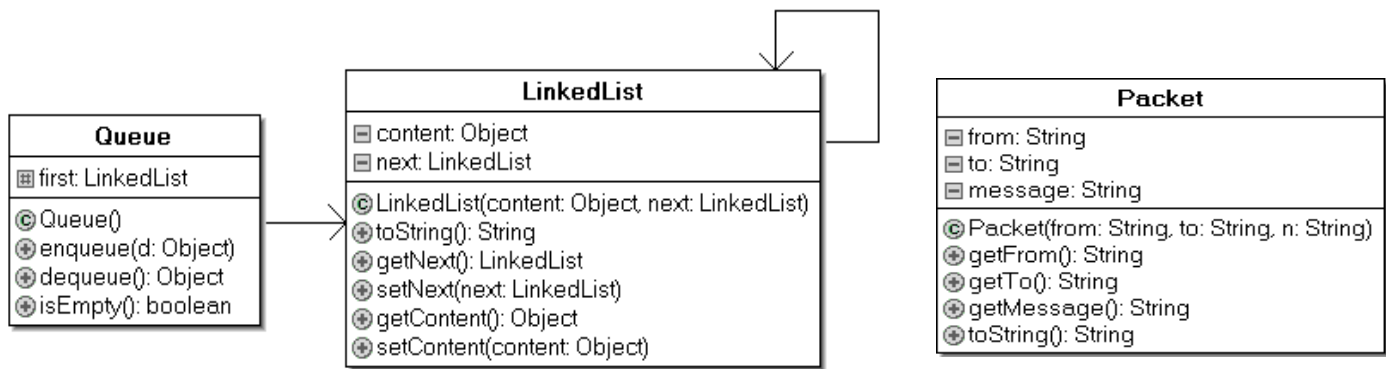 Queue
first: LinkedList
Queue()
enqueue(d: Object)
dequeue(): Object
isEmpty(): boolean
LinkedList
content: Object
next: LinkedList
LinkedList(content: Object, next: LinkedList)
toString(): String
getNext(): LinkedList
setNext(next: LinkedList)
getContent(): Object
setContent(content: Object)
Packet
from: String
to: String
message: String
Packet(from: String, to: String, n: String)
getFrom(): String
getTo(): String
getMessage(): String
toString(): String